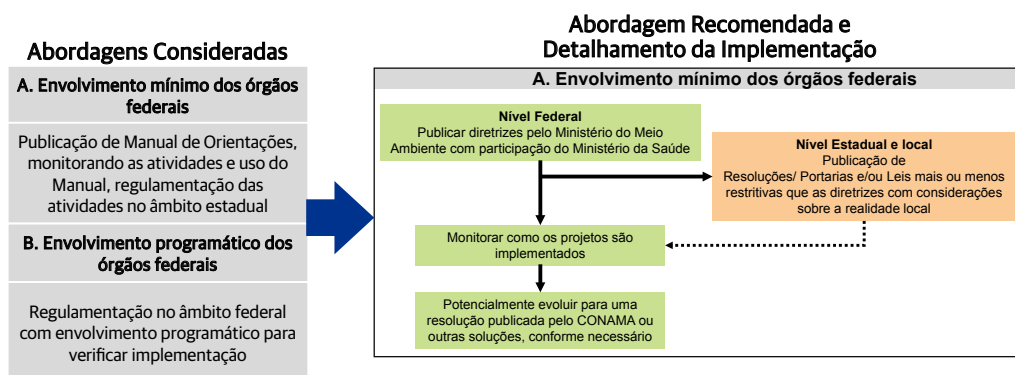 Abordagens Consideradas
A. Envolvimento mínimo dos órgãos
federais
Publicação de Manual de Orientações,
monitorando as atividades e uso do
Manual, regulamentação das
atividades no âmbito estadual
B. Envolvimento programático dos
órgãos federais
Regulamentação no âmbito federal
com envolvimento programático para
verificar implementação
Abordagem Recomendada e
Detalhamento da Implementação
A. Envolvimento mínimo dos órgãos federais
Nível Federal
Publicar diretrizes pelo Ministério do Meio
Ambiente com participação do Ministério da Saúde
Nível Estadual e local
Publicação de
Resoluções/ Portarias e/ou Leis mais ou menos
restritivas que as diretrizes com considerações
sobre a realidade local
Monitorar como os projetos são
implementados
Potencialmente evoluir para uma
resolução publicada pelo CONAMA ou
outras soluções, conforme necessário